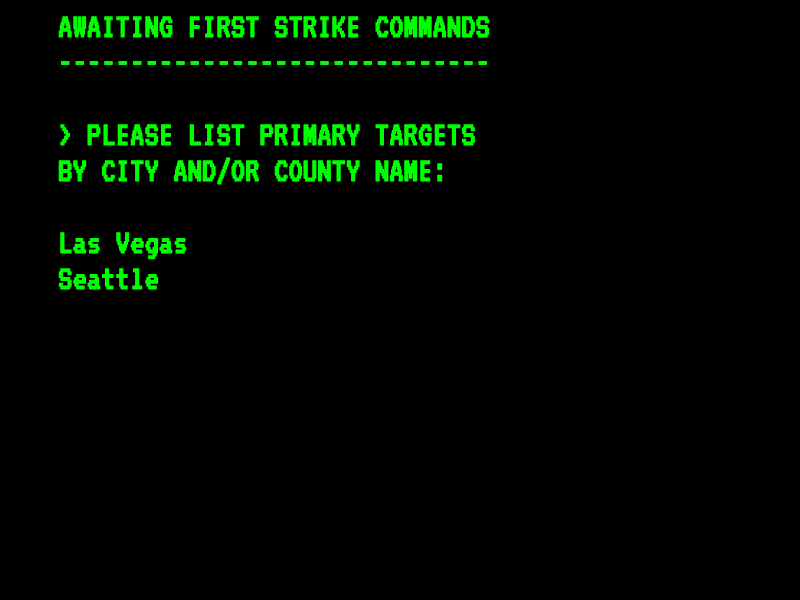 AWAITING FIRST STRIKE COMMANDS
------------------------------
> PLEASE LIST PRIMARY TARGETS
BY CITY AND/OR COUNTY NAME:
Las Vegas
Seattle